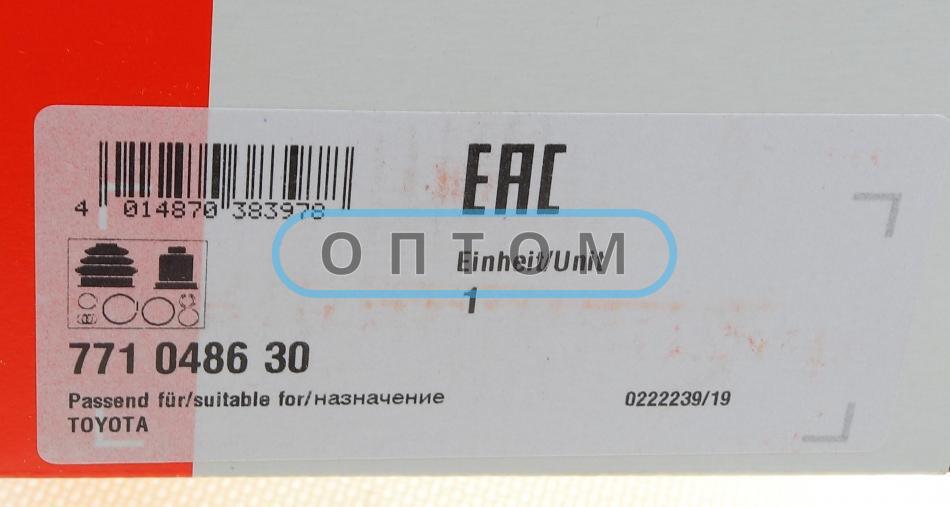 4 014870 383978
EAC
ОПТОМ
Einheit/Unit
1
771 0486 30
Passend für/suitable for/назначение
TOYOTA
0222239/19